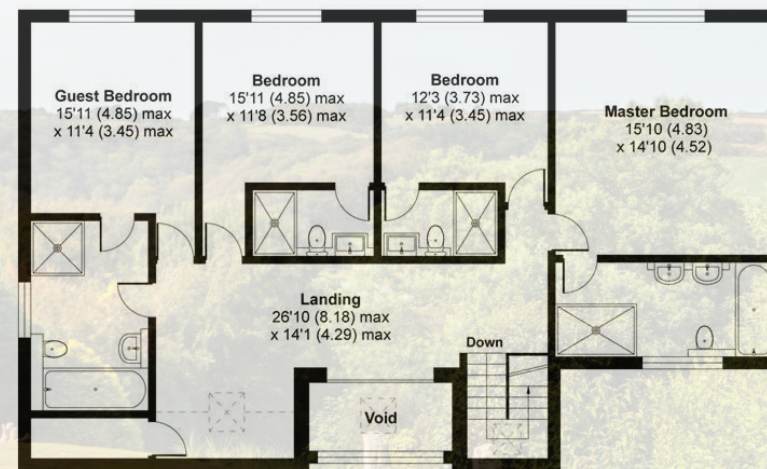 Guest Bedroom
15'11 (4.85) max
x 11'4 (3.45) max
Bedroom
15'11 (4.85) max
x 11'8 (3.56) max
Bedroom
12'3 (3.73) max
x 11'4 (3.45) max
Master Bedroom
15'10 (4.83)
x 14'10 (4.52)
Landing
26'10 (8.18) max
x 14'1 (4.29) max
Down
Void